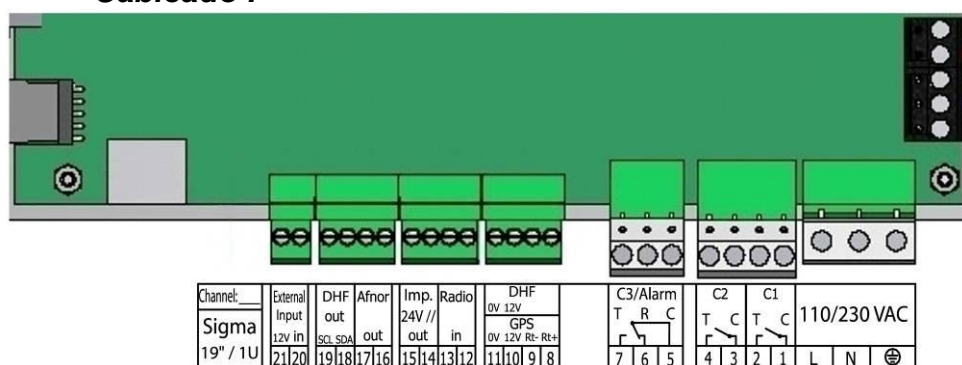 Channel:___ External DHF Afnor Imp. Radio DHF C3/Alarm C2 C1
Input out 24V // 0V 12V T R C T C T C 110/230 VAC
Sigma out GPS
12V in SCL SDA out in 0V 12V Rt- Rt+
19" / 1U 21 20 19 18 17 16 15 14 13 12 11 10 9 8 7 6 5 4 3 2 1 L N